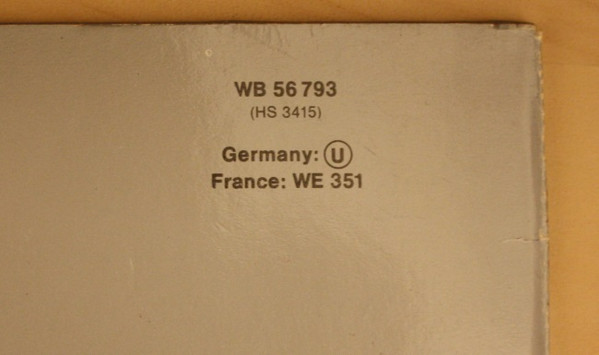 WB 56 793
(HS 3415)
Germany: Ⓤ
France: WE 351